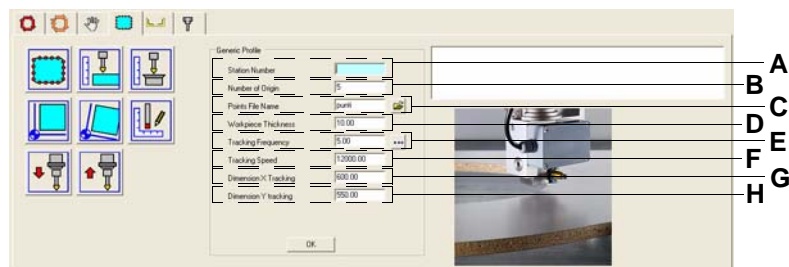 Generic Profile
Station Number
A
Number of Origin 5
B
Points File Name punti
C
Workpiece Thickness 10.00
D
Tracking Frequency 5.00 ...
E
Tracking Speed 12000.00
F
Dimension X Tracking 600.00
G
Dimension Y tracking 550.00
H
OK